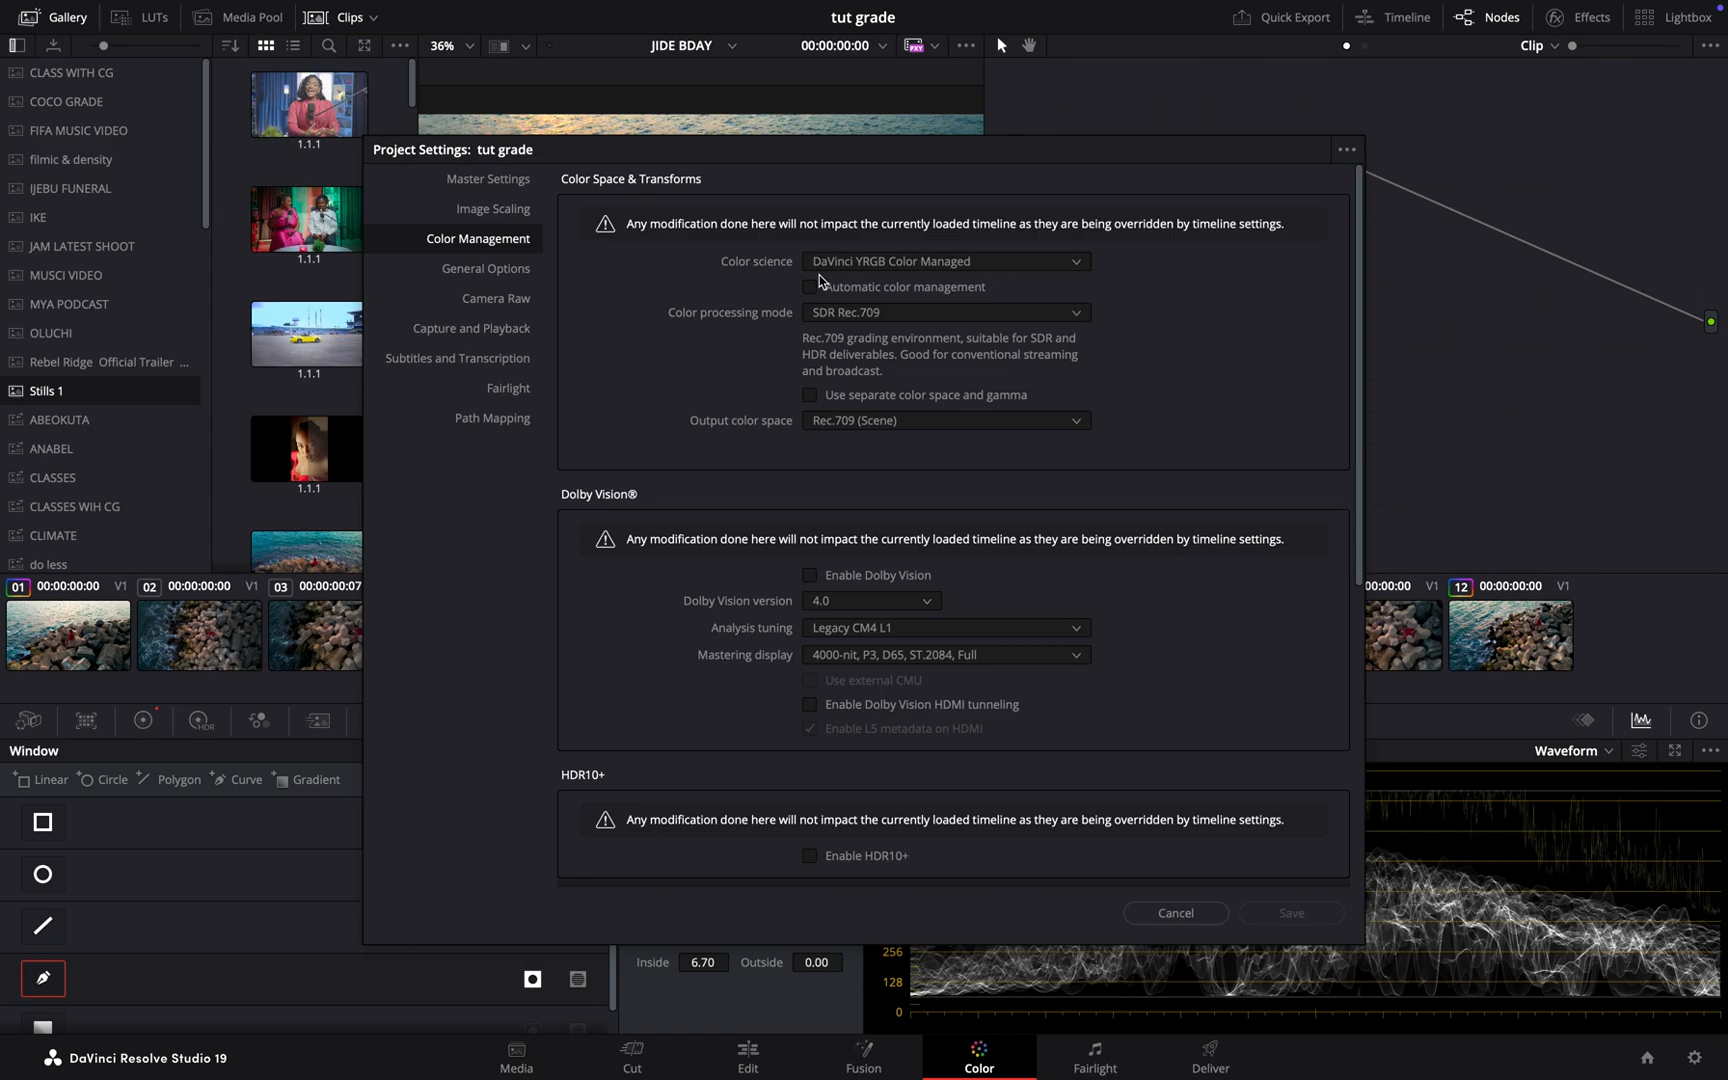 Gallery LUTs Media Pool Clips tut grade Quick Export Timeline Nodes Effects Lightbox
36% JIDE BDAY 00:00:00:00 PXY Clip
CLASS WITH CG
COCO GRADE
FIFA MUSIC VIDEO
filmic & density
IJEBU FUNERAL
IKE
JAM LATEST SHOOT
MUSCI VIDEO
MYA PODCAST
OLUCHI
Rebel Ridge Official Trailer ...
Stills 1
ABEOKUTA
ANABEL
CLASSES
CLASSES WIH CG
CLIMATE
do less
1.1.1
1.1.1
1.1.1
1.1.1
Project Settings: tut grade
Master Settings
Image Scaling
Color Management
General Options
Camera Raw
Capture and Playback
Subtitles and Transcription
Fairlight
Path Mapping
Color Space & Transforms
Any modification done here will not impact the currently loaded timeline as they are being overridden by timeline settings.
Color science DaVinci YRGB Color Managed
Automatic color management
Color processing mode SDR Rec.709
Rec.709 grading environment, suitable for SDR and
HDR deliverables. Good for conventional streaming
and broadcast.
Use separate color space and gamma
Output color space Rec.709 (Scene)
Dolby Vision®
Any modification done here will not impact the currently loaded timeline as they are being overridden by timeline settings.
Enable Dolby Vision
Dolby Vision version 4.0
Analysis tuning Legacy CM4 L1
Mastering display 4000-nit, P3, D65, ST.2084, Full
Use external CMU
Enable Dolby Vision HDMI tunneling
Enable L5 metadata on HDMI
HDR10+
Any modification done here will not impact the currently loaded timeline as they are being overridden by timeline settings.
Enable HDR10+
Cancel Save
01 00:00:00:00 V1 02 00:00:00:00 V1 03 00:00:00:07
00:00:00 V1 12 00:00:00:00 V1
HDR
Window
Linear Circle Polygon Curve Gradient
Waveform
Inside 6.70 Outside 0.00
256
128
0
DaVinci Resolve Studio 19
Media Cut Edit Fusion Color Fairlight Deliver